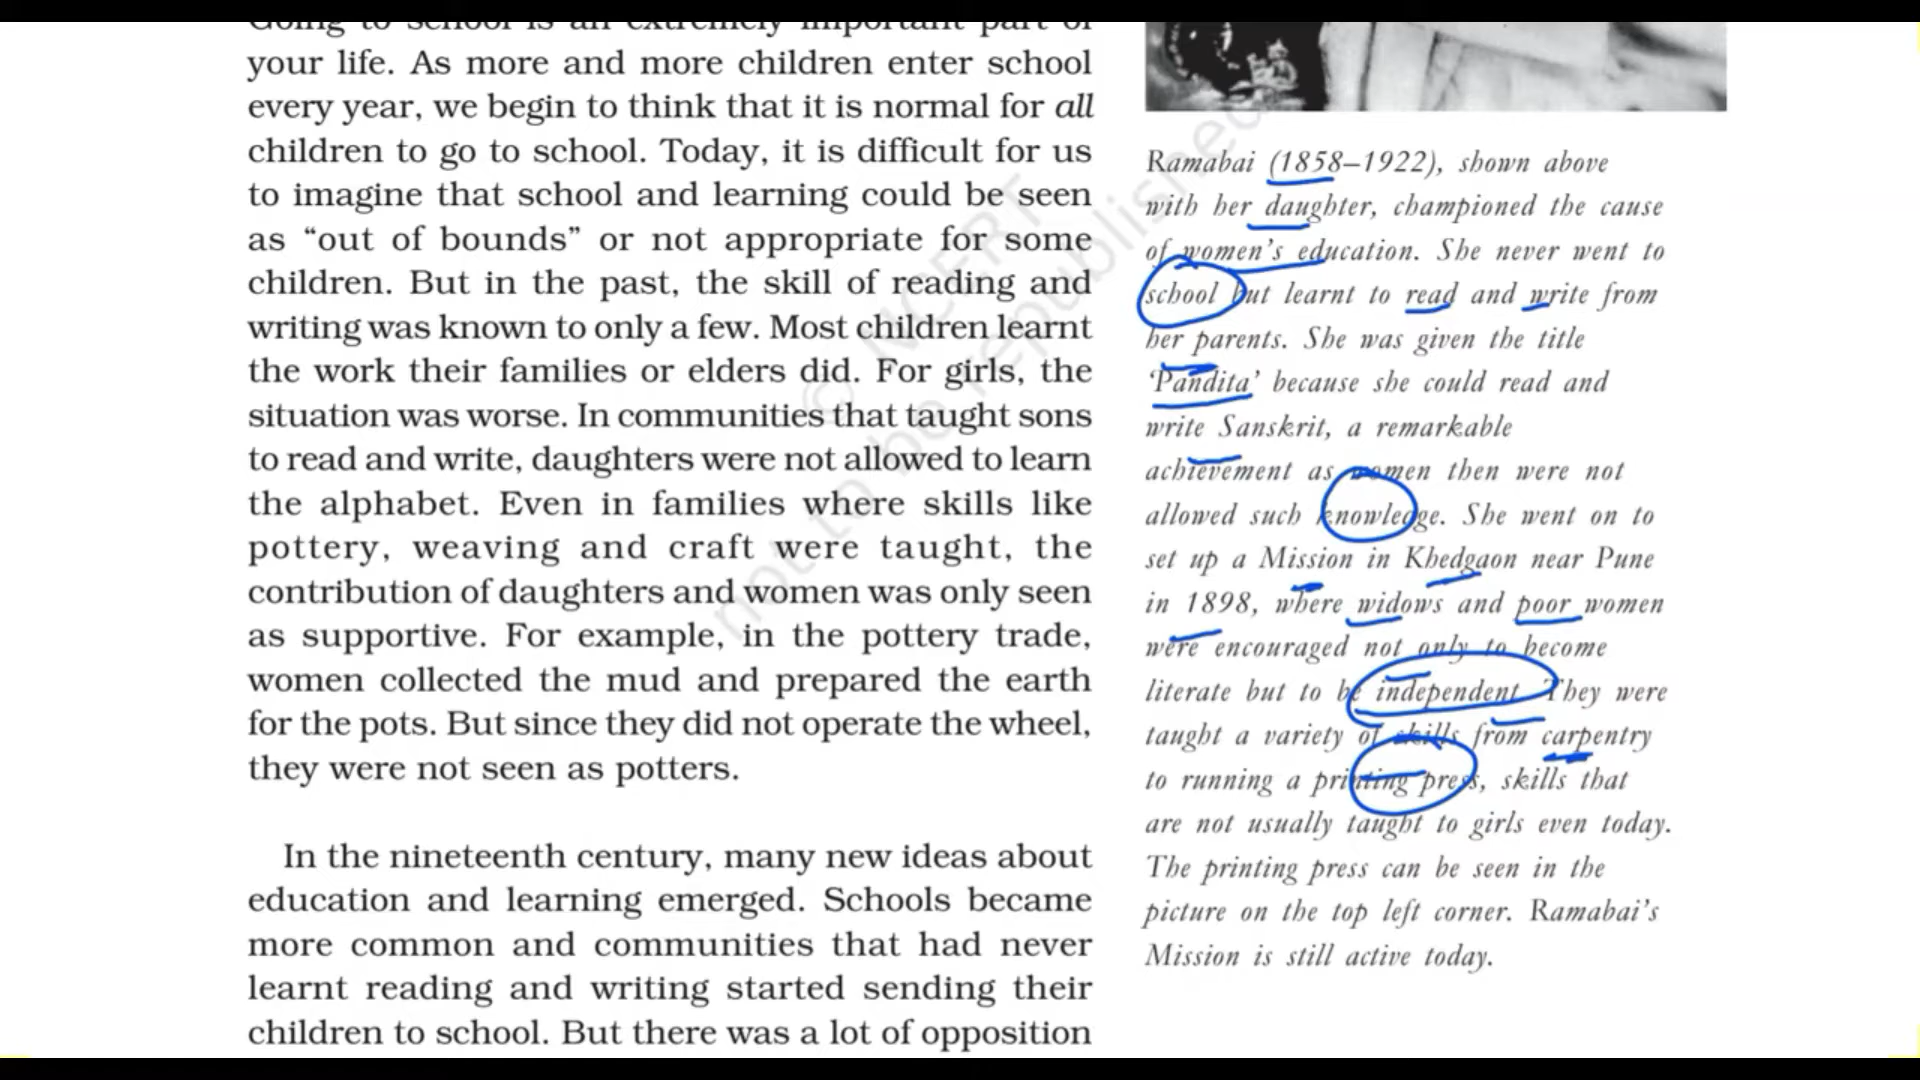 Going to school is an extremely important part of
your life. As more and more children enter school
every year, we begin to think that it is normal for all
children to go to school. Today, it is difficult for us
to imagine that school and learning could be seen
as “out of bounds” or not appropriate for some
children. But in the past, the skill of reading and
writing was known to only a few. Most children learnt
the work their families or elders did. For girls, the
situation was worse. In communities that taught sons
to read and write, daughters were not allowed to learn
the alphabet. Even in families where skills like
pottery, weaving and craft were taught, the
contribution of daughters and women was only seen
as supportive. For example, in the pottery trade,
women collected the mud and prepared the earth
for the pots. But since they did not operate the wheel,
they were not seen as potters.
In the nineteenth century, many new ideas about
education and learning emerged. Schools became
more common and communities that had never
learnt reading and writing started sending their
children to school. But there was a lot of opposition
Ramabai (1858–1922), shown above
with her daughter, championed the cause
of women’s education. She never went to
school but learnt to read and write from
her parents. She was given the title
‘Pandita’ because she could read and
write Sanskrit, a remarkable
achievement as women then were not
allowed such knowledge. She went on to
set up a Mission in Khedgaon near Pune
in 1898, where widows and poor women
were encouraged not only to become
literate but to be independent. They were
taught a variety of skills from carpentry
to running a printing press, skills that
are not usually taught to girls even today.
The printing press can be seen in the
picture on the top left corner. Ramabai’s
Mission is still active today.
© NCERT
not to be republished